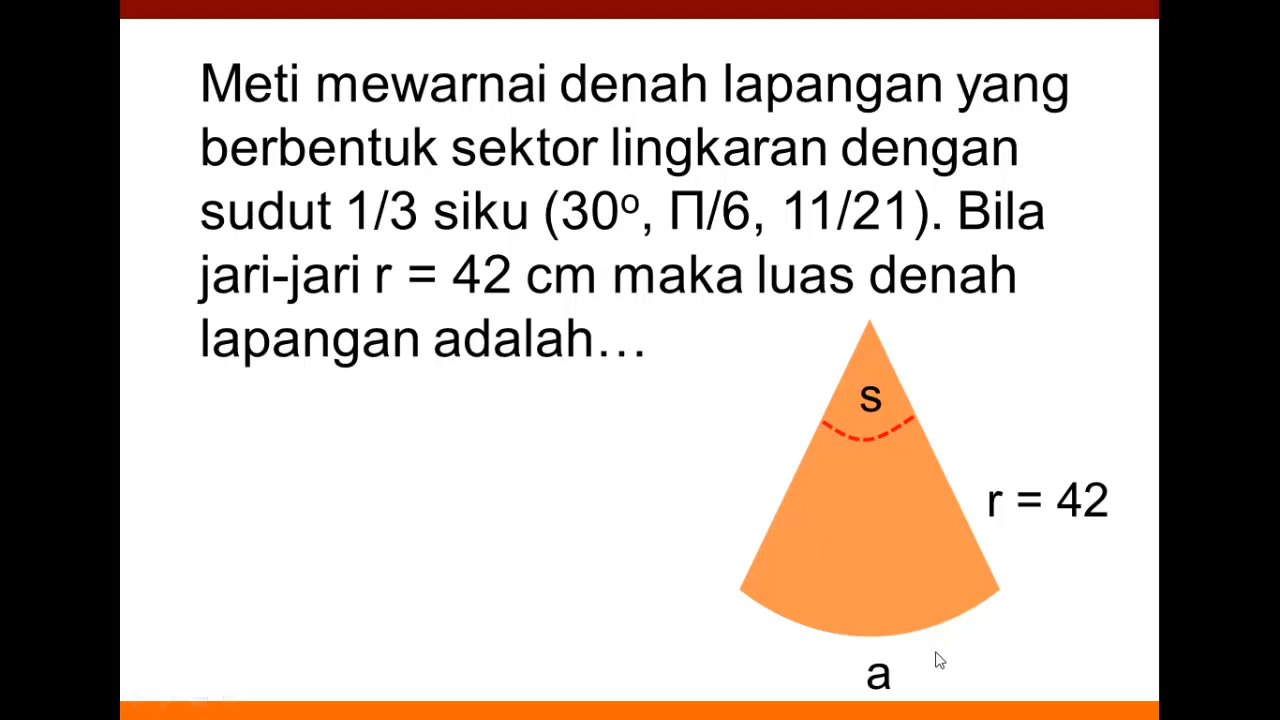 Meti mewarnai denah lapangan yang
berbentuk sektor lingkaran dengan
sudut 1/3 siku (30º, Π/6, 11/21). Bila
jari-jari r = 42 cm maka luas denah
lapangan adalah…
s
r = 42
a